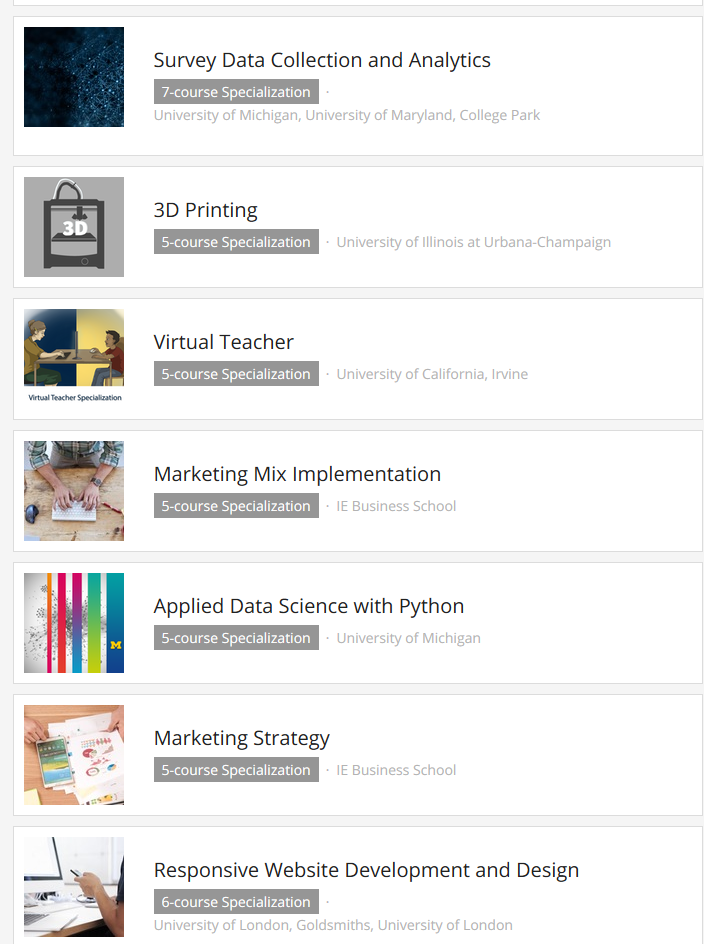 Survey Data Collection and Analytics
7-course Specialization ·
University of Michigan, University of Maryland, College Park
3D
3D Printing
5-course Specialization · University of Illinois at Urbana-Champaign
Virtual Teacher
5-course Specialization · University of California, Irvine
Virtual Teacher Specialization
Marketing Mix Implementation
5-course Specialization · IE Business School
Applied Data Science with Python
5-course Specialization · University of Michigan
M
Marketing Strategy
5-course Specialization · IE Business School
Responsive Website Development and Design
6-course Specialization ·
University of London, Goldsmiths, University of London